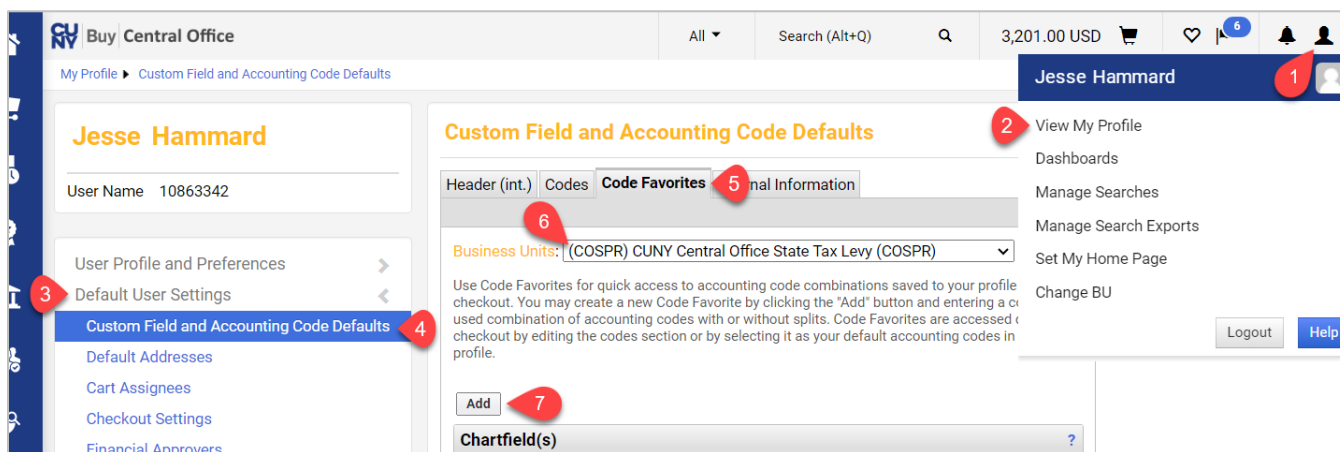 CU NY Buy Central Office
All
Search (Alt+Q)
3,201.00 USD
6
My Profile Custom Field and Accounting Code Defaults
Jesse Hammard
1
2
View My Profile
Dashboards
Manage Searches
Manage Search Exports
Set My Home Page
Change BU
Logout
Help
Jesse Hammard
User Name 10863342
User Profile and Preferences
3
Default User Settings
Custom Field and Accounting Code Defaults
4
Default Addresses
Cart Assignees
Checkout Settings
Financial Approvers
Custom Field and Accounting Code Defaults
Header (int.) Codes Code Favorites 5 nal Information
6
Business Units: (COSPR) CUNY Central Office State Tax Levy (COSPR)
Use Code Favorites for quick access to accounting code combinations saved to your profile
checkout. You may create a new Code Favorite by clicking the "Add" button and entering a
used combination of accounting codes with or without splits. Code Favorites are accessed
checkout by editing the codes section or by selecting it as your default accounting codes in
profile.
Add
7
Chartfield(s)
?